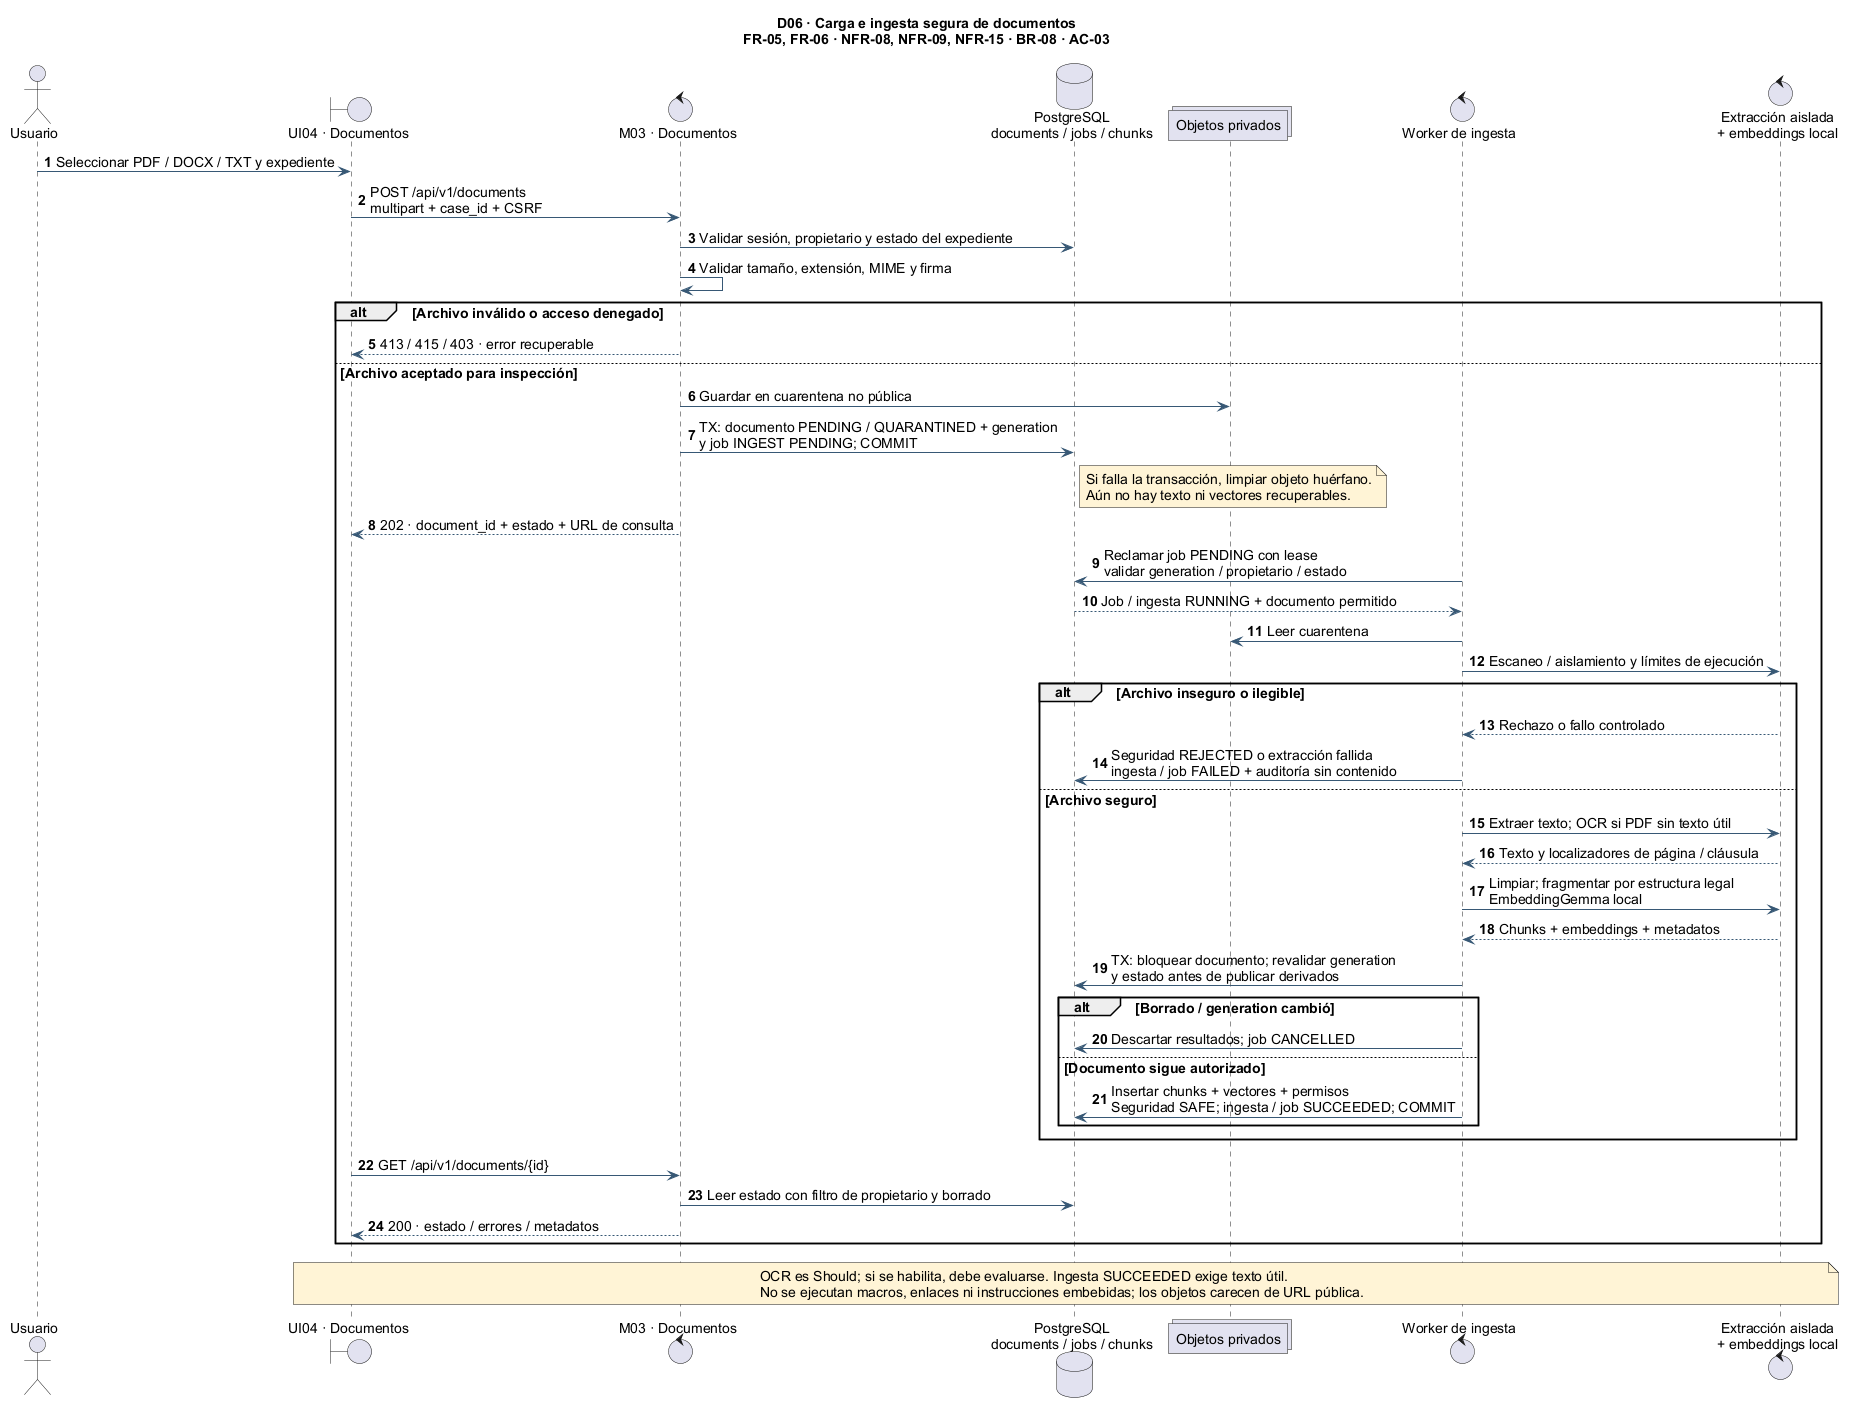 D06 · Carga e ingesta segura de documentos
FR-05, FR-06 · NFR-08, NFR-09, NFR-15 · BR-08 · AC-03
Usuario
UI04 · Documentos
M03 · Documentos
PostgreSQL
documents / jobs / chunks
Objetos privados
Worker de ingesta
Extracción aislada
+ embeddings local
1 Seleccionar PDF / DOCX / TXT y expediente
2 POST /api/v1/documents
multipart + case_id + CSRF
3 Validar sesión, propietario y estado del expediente
4 Validar tamaño, extensión, MIME y firma
alt [Archivo inválido o acceso denegado]
5 413 / 415 / 403 · error recuperable
[Archivo aceptado para inspección]
6 Guardar en cuarentena no pública
7 TX: documento PENDING / QUARANTINED + generation
y job INGEST PENDING; COMMIT
Si falla la transacción, limpiar objeto huérfano.
Aún no hay texto ni vectores recuperables.
8 202 · document_id + estado + URL de consulta
9 Reclamar job PENDING con lease
validar generation / propietario / estado
10 Job / ingesta RUNNING + documento permitido
11 Leer cuarentena
12 Escaneo / aislamiento y límites de ejecución
alt [Archivo inseguro o ilegible]
13 Rechazo o fallo controlado
14 Seguridad REJECTED o extracción fallida
ingesta / job FAILED + auditoría sin contenido
[Archivo seguro]
15 Extraer texto; OCR si PDF sin texto útil
16 Texto y localizadores de página / cláusula
17 Limpiar; fragmentar por estructura legal
EmbeddingGemma local
18 Chunks + embeddings + metadatos
19 TX: bloquear documento; revalidar generation
y estado antes de publicar derivados
alt [Borrado / generation cambió]
20 Descartar resultados; job CANCELLED
[Documento sigue autorizado]
21 Insertar chunks + vectores + permisos
Seguridad SAFE; ingesta / job SUCCEEDED; COMMIT
22 GET /api/v1/documents/{id}
23 Leer estado con filtro de propietario y borrado
24 200 · estado / errores / metadatos
OCR es Should; si se habilita, debe evaluarse. Ingesta SUCCEEDED exige texto útil.
No se ejecutan macros, enlaces ni instrucciones embebidas; los objetos carecen de URL pública.
Usuario
UI04 · Documentos
M03 · Documentos
PostgreSQL
documents / jobs / chunks
Objetos privados
Worker de ingesta
Extracción aislada
+ embeddings local